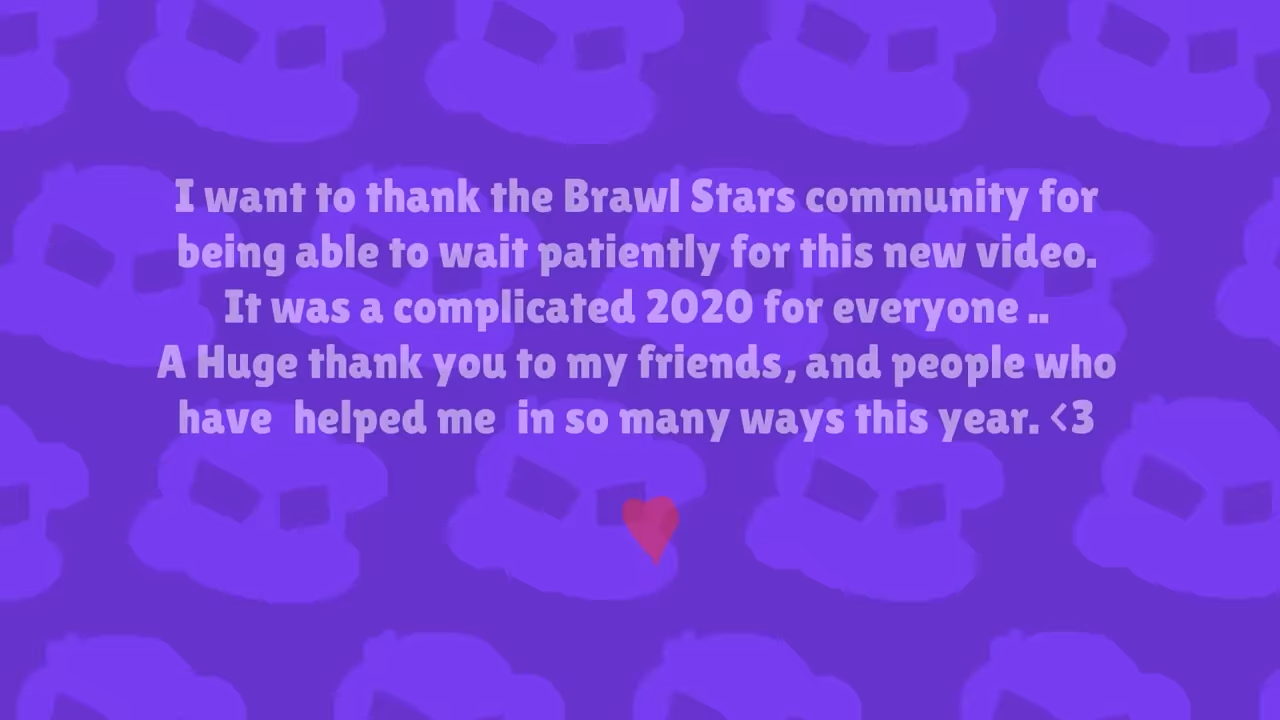 I want to thank the Brawl Stars community for
being able to wait patiently for this new video.
It was a complicated 2020 for everyone ..
A Huge thank you to my friends, and people who
have  helped me  in so many ways this year. <3